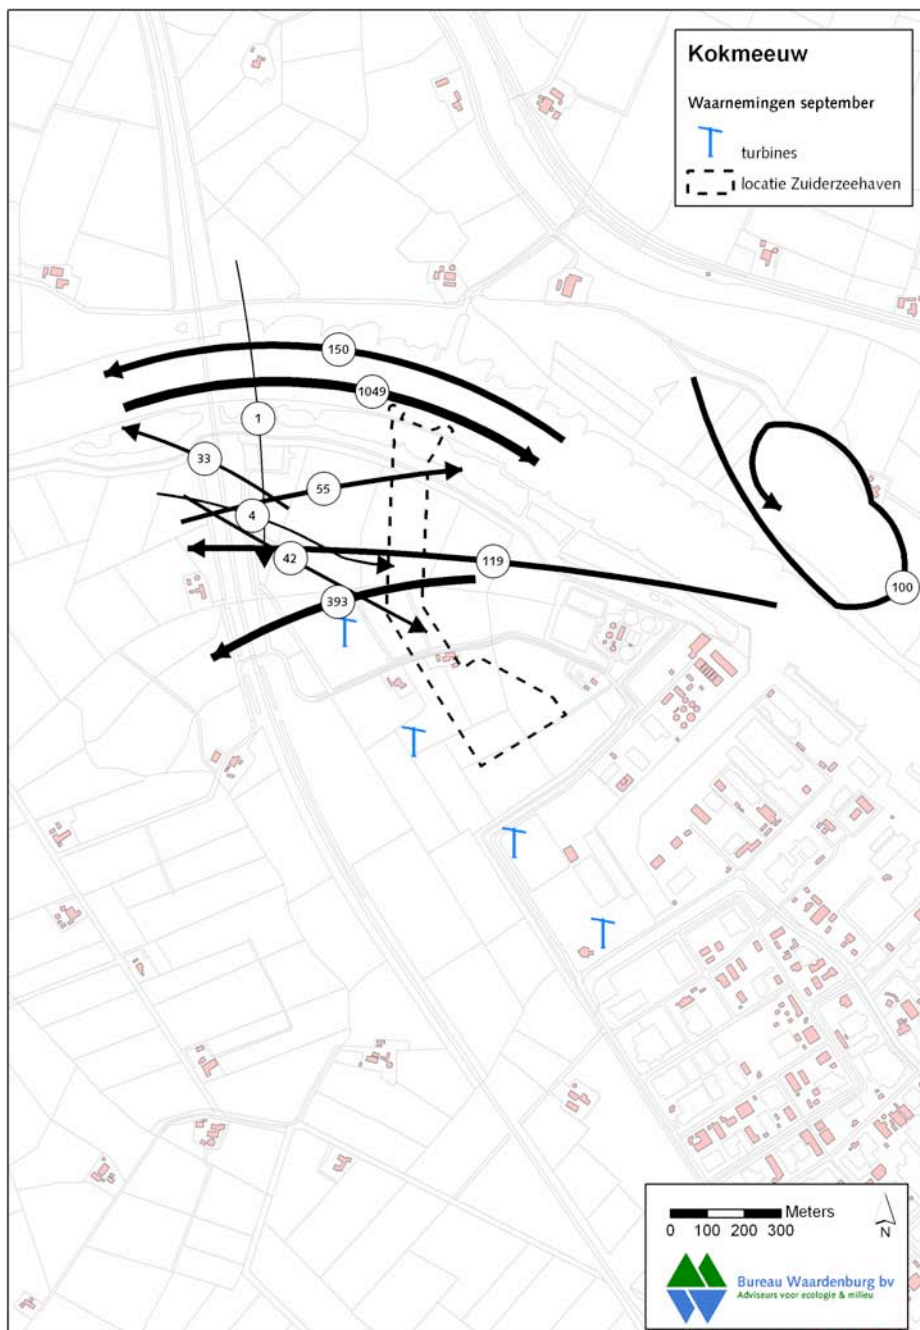 Kokmeeuw
Waarnemingen september
turbines
locatie Zuiderzeehaven
150
1049
1
33
55
4
42
119
393
100
Meters
0 100 200 300
N
Bureau Waardenburg bv
Adviseurs voor ecologie & milieu